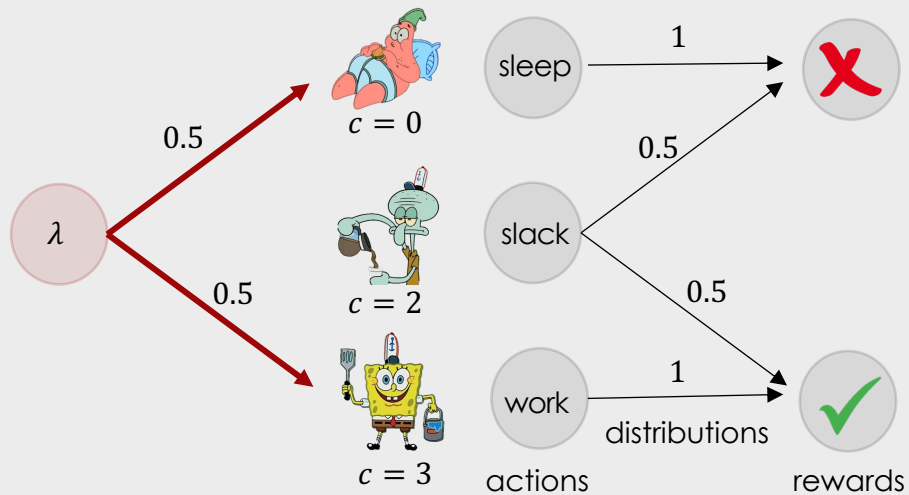 sleep
1
0.5
c = 0
0.5
λ
slack
0.5
c = 2
0.5
work
1
distributions
c = 3
actions
rewards